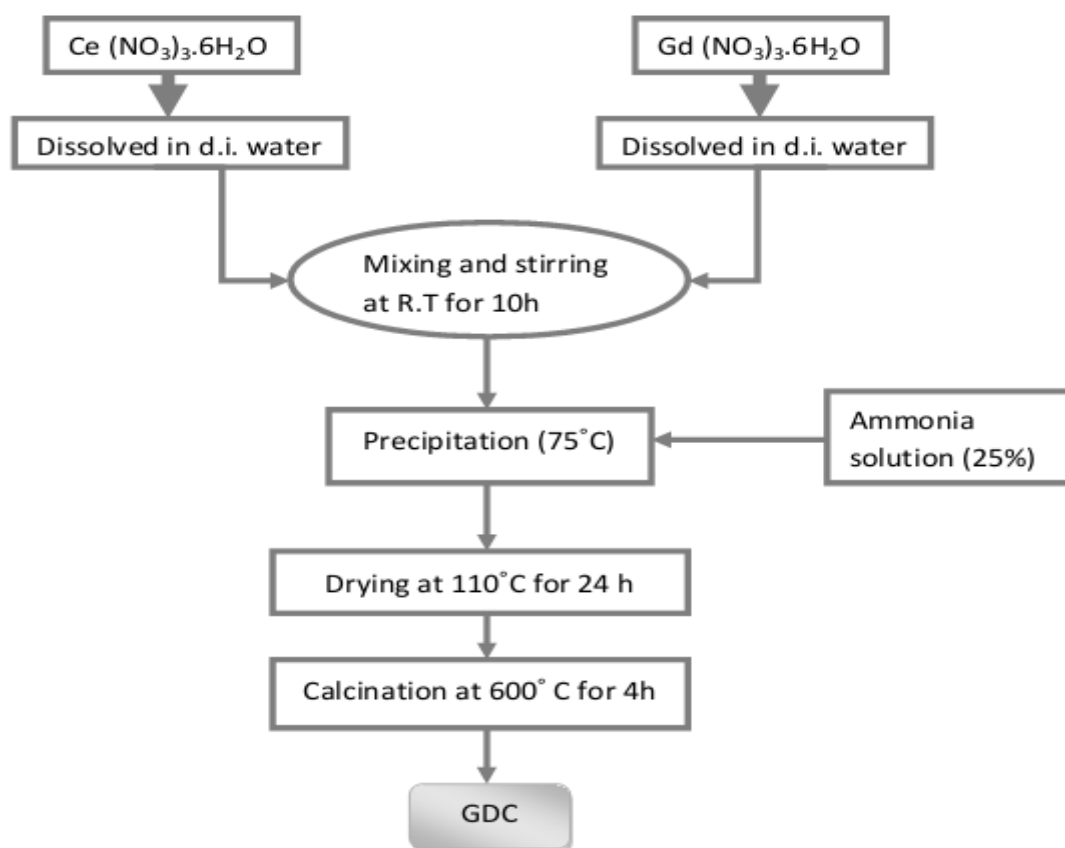 Ce (NO₃)₃.6H₂O
Gd (NO₃)₃.6H₂O
Dissolved in d.i. water
Dissolved in d.i. water
Mixing and stirring
at R.T for 10h
Precipitation (75°C)
Ammonia
solution (25%)
Drying at 110°C for 24 h
Calcination at 600° C for 4h
GDC